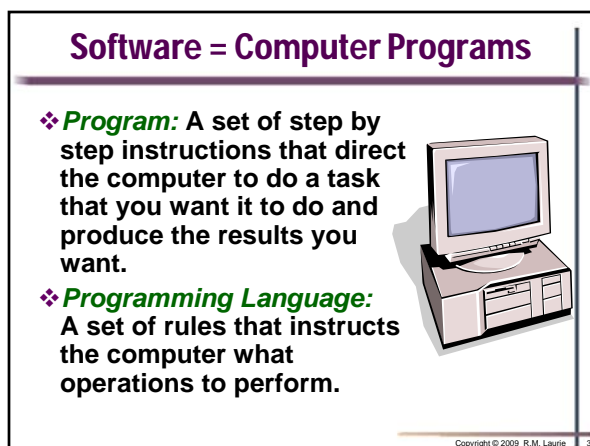 Software = Computer Programs
❖Program: A set of step by
step instructions that direct
the computer to do a task
that you want it to do and
produce the results you
want.
❖Programming Language:
A set of rules that instructs
the computer what
operations to perform.
Copyright © 2009 R.M. Laurie 3